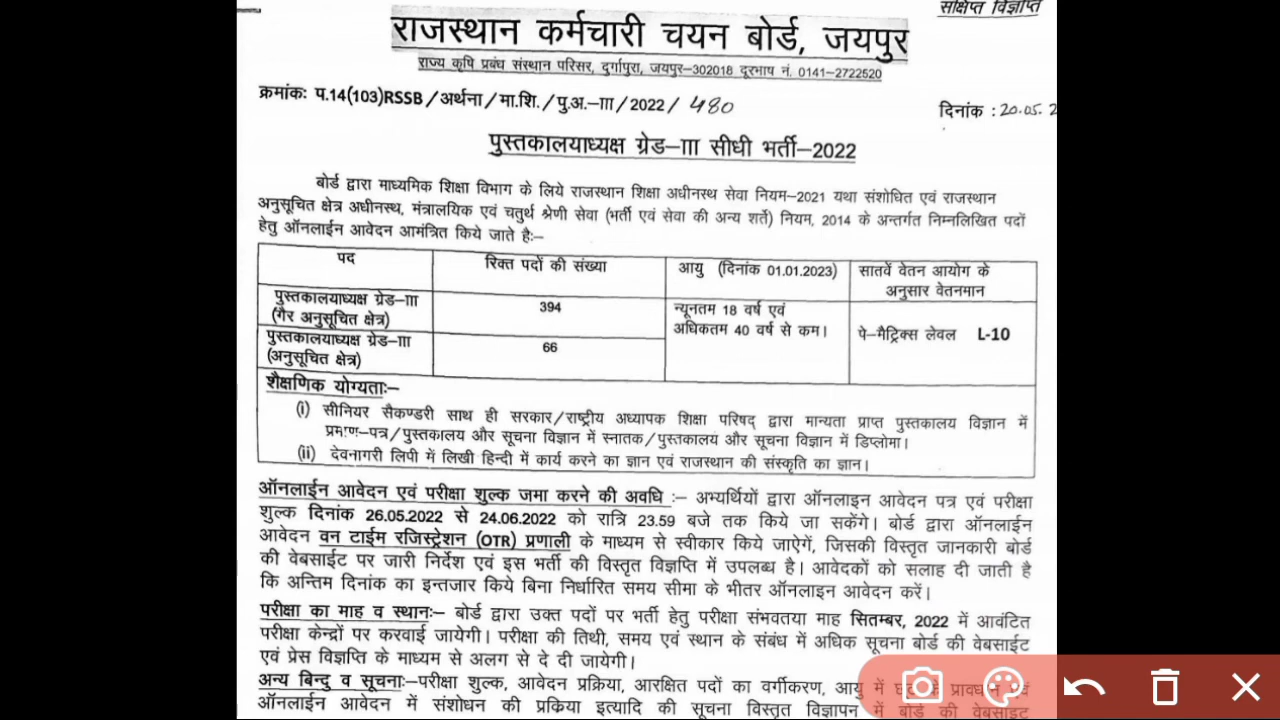 संक्षिप्त विज्ञप्ति
राजस्थान कर्मचारी चयन बोर्ड, जयपुर
राज्य कृषि प्रबंध संस्थान परिसर, दुर्गापुरा, जयपुर–302018 दूरभाष नं. 0141–2722520
क्रमांकः प.14(103)RSSB/अर्थना/मा.शि./पु.अ.–III/2022/ 480
दिनांक : 20.05. 2
पुस्तकालयाध्यक्ष ग्रेड–III सीधी भर्ती–2022
बोर्ड द्वारा माध्यमिक शिक्षा विभाग के लिये राजस्थान शिक्षा अधीनस्थ सेवा नियम–2021 यथा संशोधित एवं राजस्थान
अनुसूचित क्षेत्र अधीनस्थ, मंत्रालयिक एवं चतुर्थ श्रेणी सेवा (भर्ती एवं सेवा की अन्य शर्ते) नियम, 2014 के अन्तर्गत निम्नलिखित पदों
हेतु ऑनलाईन आवेदन आमंत्रित किये जाते हैः–
पद रिक्त पदों की संख्या आयु (दिनांक 01.01.2023) सातवें वेतन आयोग के
अनुसार वेतनमान
पुस्तकालयाध्यक्ष ग्रेड–III
(गैर अनुसूचित क्षेत्र)
394
न्यूनतम 18 वर्ष एवं
अधिकतम 40 वर्ष से कम।
पे–मैट्रिक्स लेवल L-10
पुस्तकालयाध्यक्ष ग्रेड–III
(अनुसूचित क्षेत्र)
66
शैक्षणिक योग्यताः–
(i) सीनियर सैकण्डरी साथ ही सरकार/राष्ट्रीय अध्यापक शिक्षा परिषद् द्वारा मान्यता प्राप्त पुस्तकालय विज्ञान में
प्रमाण–पत्र/पुस्तकालय और सूचना विज्ञान में स्नातक/पुस्तकालय और सूचना विज्ञान में डिप्लोमा।
(ii) देवनागरी लिपी में लिखी हिन्दी में कार्य करने का ज्ञान एवं राजस्थान की संस्कृति का ज्ञान।
ऑनलाईन आवेदन एवं परीक्षा शुल्क जमा करने की अवधि :– अभ्यर्थियों द्वारा ऑनलाइन आवेदन पत्र एवं परीक्षा
शुल्क दिनांक 26.05.2022 से 24.06.2022 को रात्रि 23.59 बजे तक किये जा सकेंगे। बोर्ड द्वारा ऑनलाईन
आवेदन वन टाईम रजिस्ट्रेशन (OTR) प्रणाली के माध्यम से स्वीकार किये जाऐगें, जिसकी विस्तृत जानकारी बोर्ड
की वेबसाईट पर जारी निर्देश एवं इस भर्ती की विस्तृत विज्ञप्ति में उपलब्ध है। आवेदकों को सलाह दी जाती है
कि अन्तिम दिनांक का इन्तजार किये बिना निर्धारित समय सीमा के भीतर ऑनलाईन आवेदन करें।
परीक्षा का माह व स्थानः– बोर्ड द्वारा उक्त पदों पर भर्ती हेतु परीक्षा संभवतया माह सितम्बर, 2022 में आवंटित
परीक्षा केन्द्रों पर करवाई जायेगी। परीक्षा की तिथी, समय एवं स्थान के संबंध में अधिक सूचना बोर्ड की वेबसाईट
एवं प्रेस विज्ञप्ति के माध्यम से अलग से दे दी जायेगी।
अन्य बिन्दु व सूचनाः–परीक्षा शुल्क, आवेदन प्रक्रिया, आरक्षित पदों का वर्गीकरण, आयु में प्रावधान एवं
ऑनलाईन आवेदन में संशोधन की प्रकिया इत्यादि की सूचना विस्तृत विज्ञापन में बोर्ड की वेबसाइट